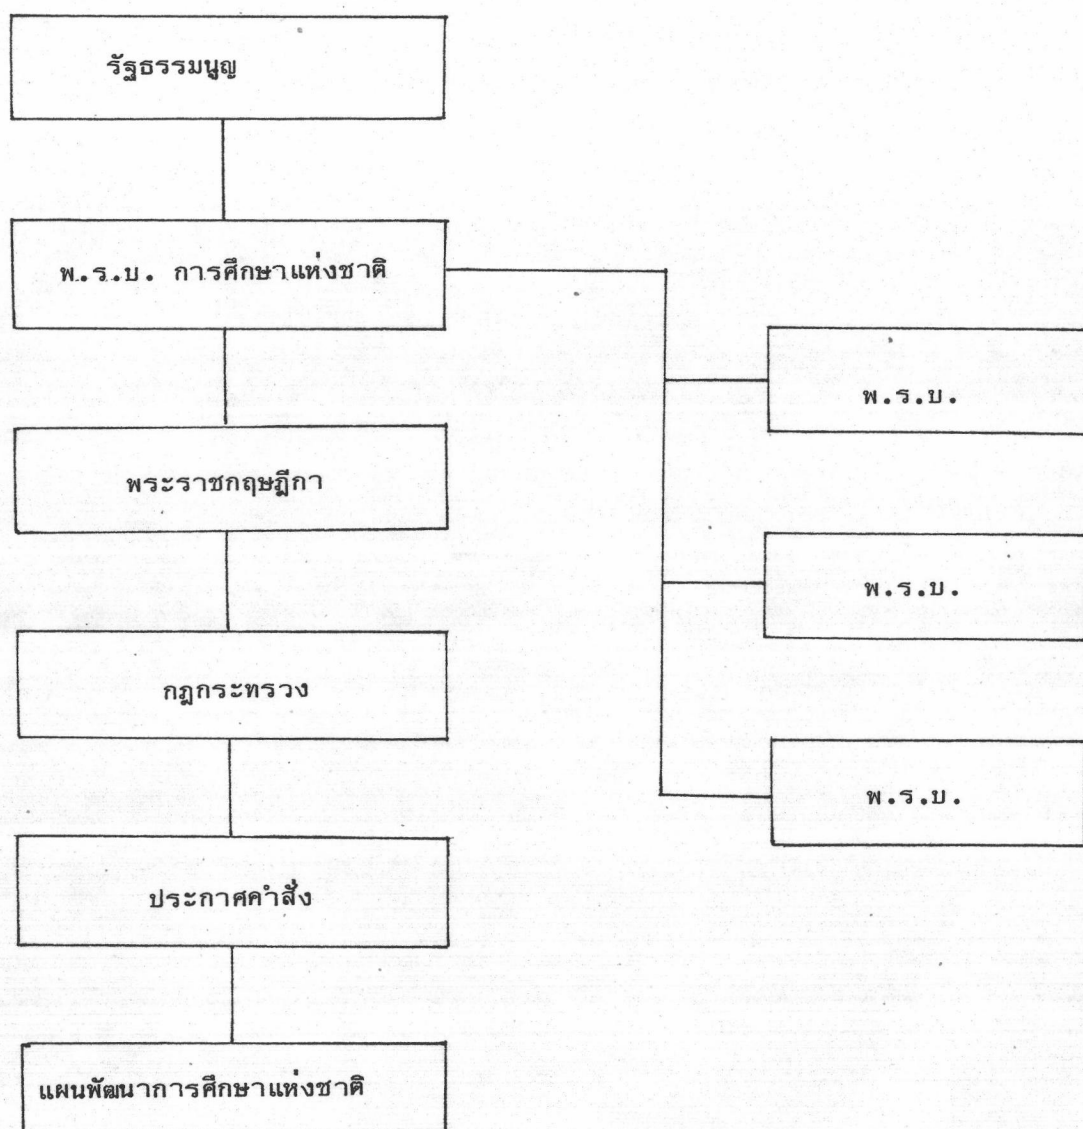 รัฐธรรมนูญ
พ.ร.บ. การศึกษาแห่งชาติ
พ.ร.บ.
พระราชกฤษฎีกา
พ.ร.บ.
กฎกระทรวง
พ.ร.บ.
ประกาศคำสั่ง
แผนพัฒนาการศึกษาแห่งชาติ